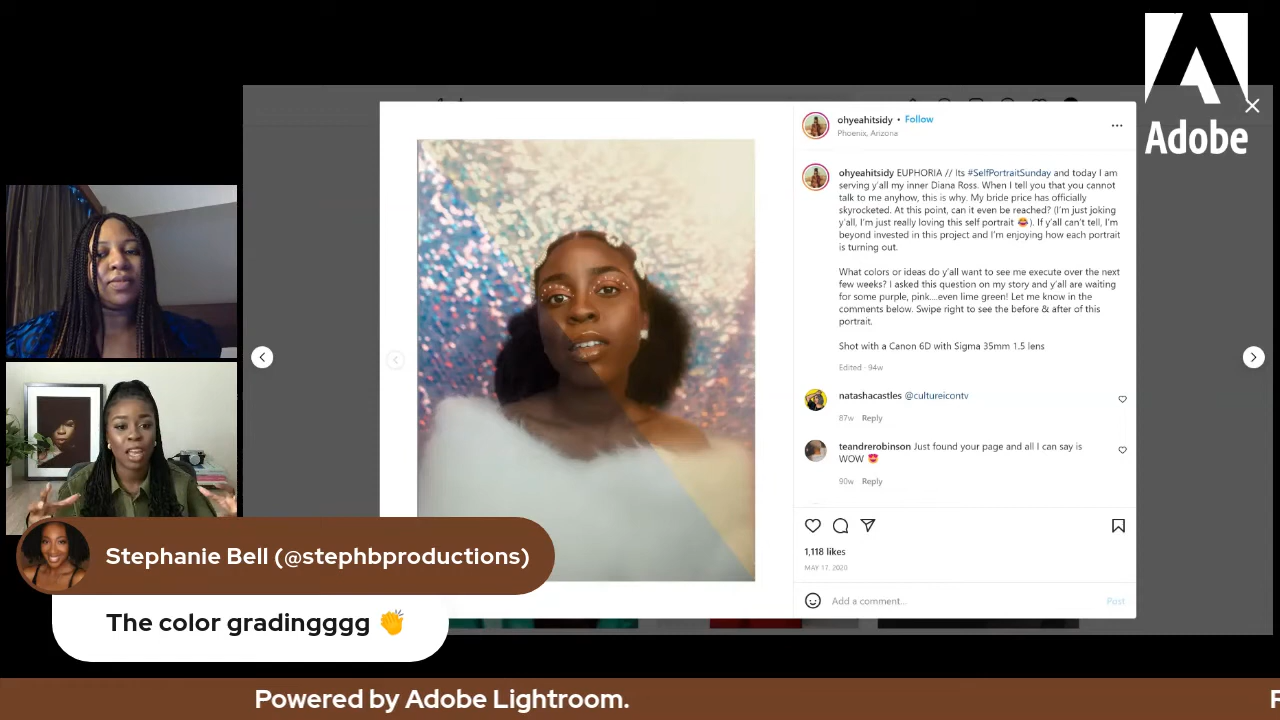 Adobe
ohyeahitsidy • Follow
Phoenix, Arizona
ohyeahitsidy EUPHORIA // Its #SelfPortraitSunday and today I am
serving y'all my inner Diana Ross. When I tell you that you cannot
talk to me anyhow, this is why. My bride price has officially
skyrocketed. At this point, can it even be reached? (I'm just joking
y'all, I'm just really loving this self portrait 😂). If y'all can't tell, I'm
beyond invested in this project and I'm enjoying how each portrait
is turning out.
What colors or ideas do y'all want to see me execute over the next
few weeks? I asked this question on my story and y'all are waiting
for some purple, pink....even lime green! Let me know in the
comments below. Swipe right to see the before & after of this
portrait.
Shot with a Canon 6D with Sigma 35mm 1.5 lens
Edited · 94w
natashacastles @cultureicontv
87w Reply
teandrerobinson Just found your page and all I can say is
WOW 😍
90w Reply
1,118 likes
MAY 17, 2020
Add a comment...
Post
Stephanie Bell (@stephbproductions)
The color gradingggg 👏
Powered by Adobe Lightroom.